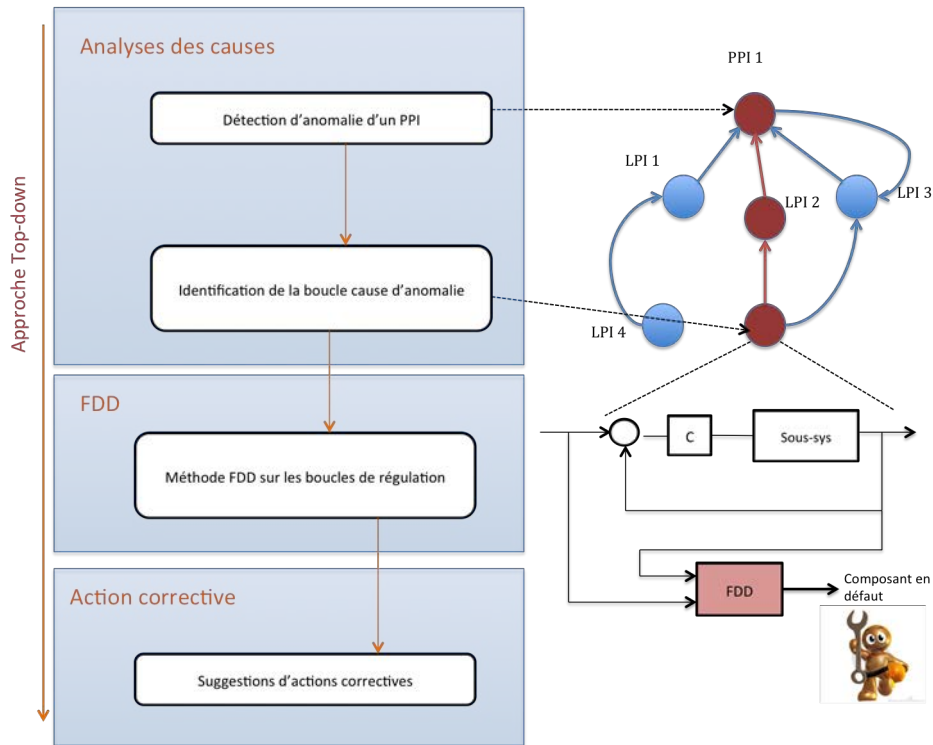 Approche Top-down
Analyses des causes
Détection d'anomalie d'un PPI
Identification de la boucle cause d'anomalie
FDD
Méthode FDD sur les boucles de régulation
Action corrective
Suggestions d'actions correctives
PPI 1
LPI 1
LPI 2
LPI 3
LPI 4
C
Sous-sys
FDD
Composant en
défaut